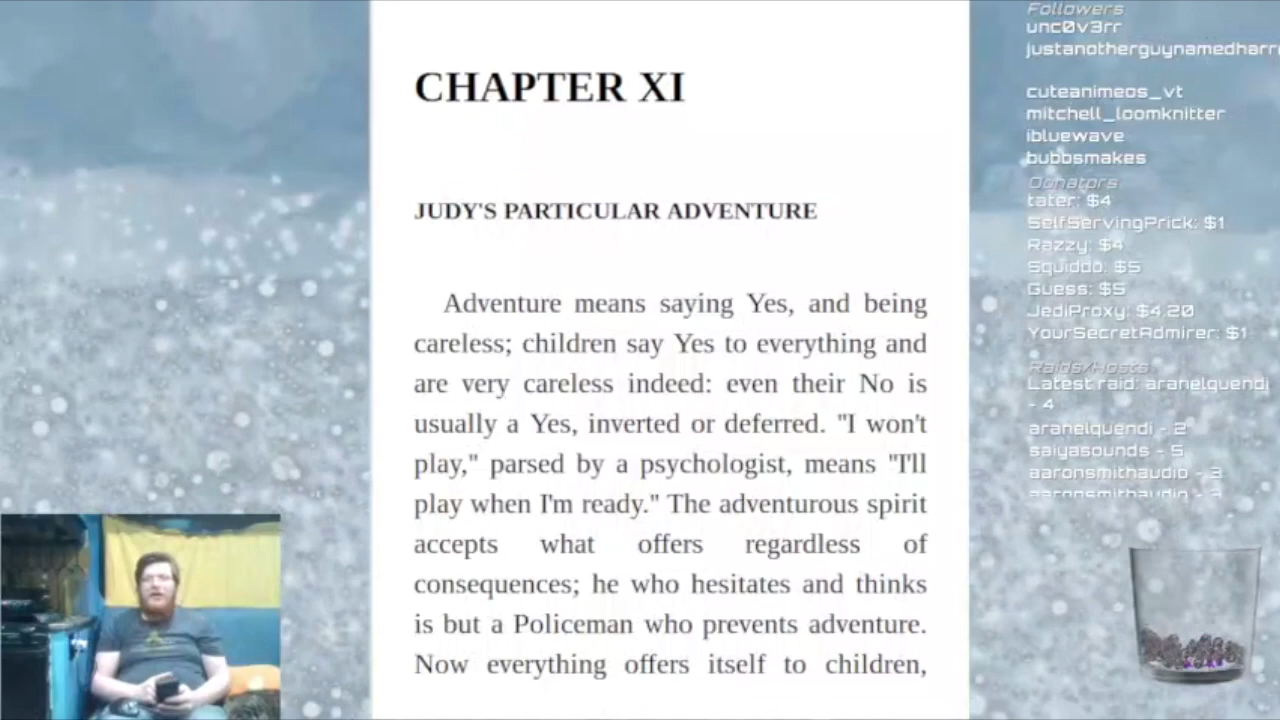 CHAPTER XI
JUDY'S PARTICULAR ADVENTURE
Adventure means saying Yes, and being
careless; children say Yes to everything and
are very careless indeed: even their No is
usually a Yes, inverted or deferred. "I won't
play," parsed by a psychologist, means "I'll
play when I'm ready." The adventurous spirit
accepts what offers regardless of
consequences; he who hesitates and thinks
is but a Policeman who prevents adventure.
Now everything offers itself to children,
Followers
unc0v3rr
justanotherguynamedharr
cuteanimeos_vt
mitchell_loomknitter
ibluewave
bubbsmakes
Donators
tater: $4
SelfServingPrick: $1
Razzy: $4
Squiddo: $5
Guess: $5
JediProxy: $4.20
YourSecretAdmirer: $1
Raids/Hosts
Latest raid: aranelquendi
- 4
aranelquendi - 2
saiyasounds - 5
aaronsmithaudio - 3